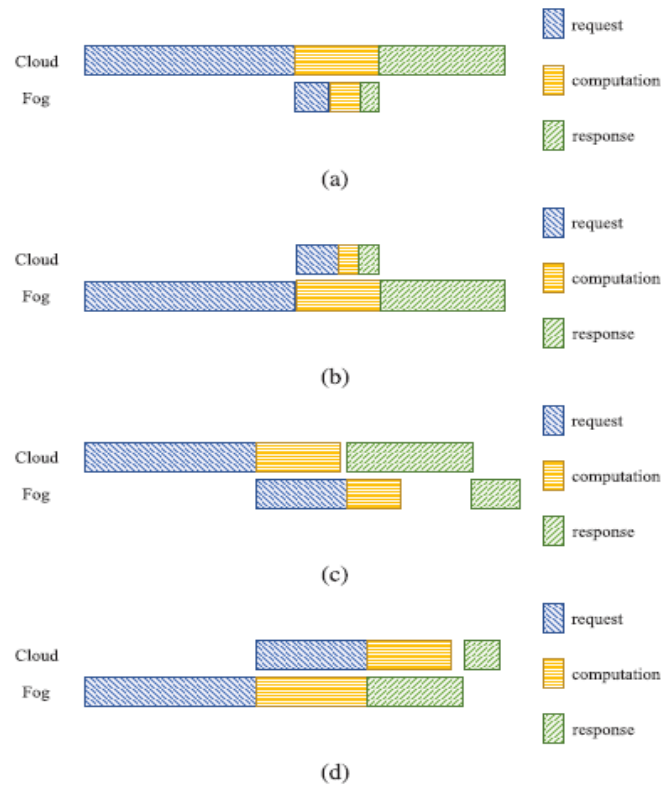 request
Cloud
computation
Fog
response
(a)
request
Cloud
computation
Fog
response
(b)
request
Cloud
computation
Fog
response
(c)
request
Cloud
computation
Fog
response
(d)